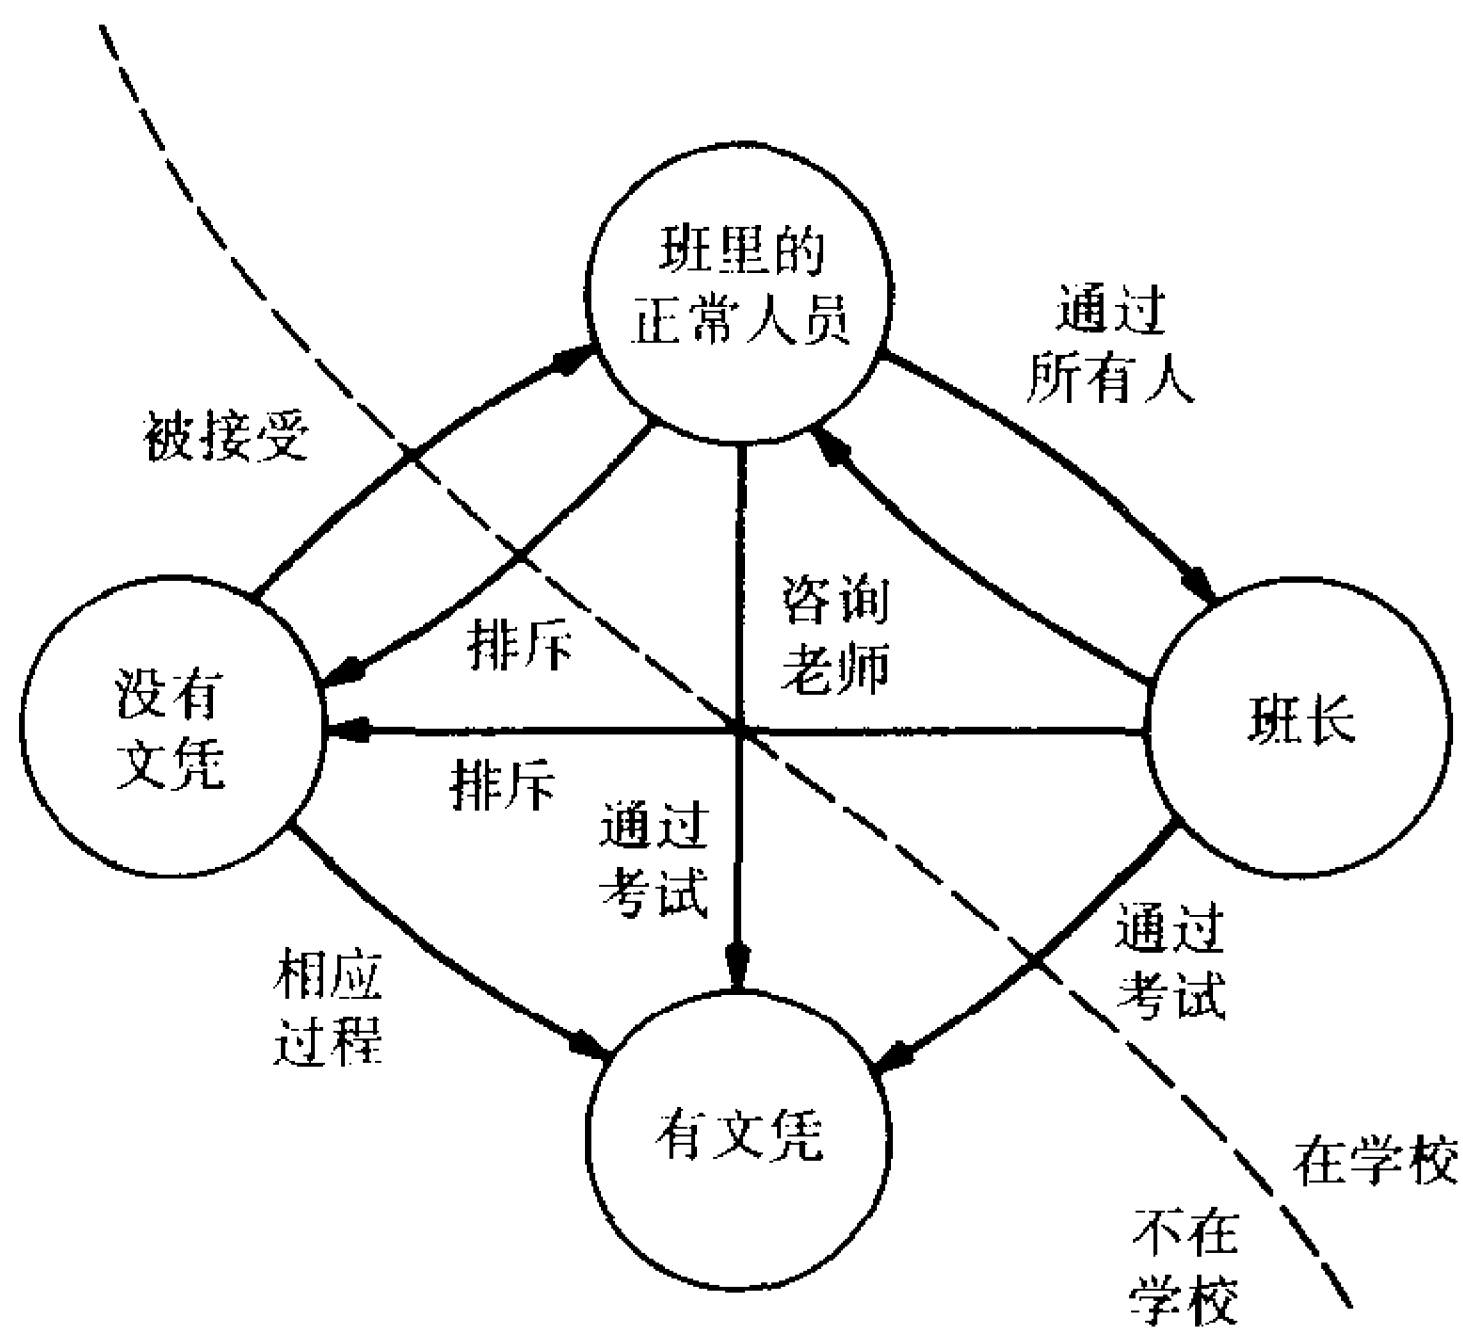 班里的
正常人员
通过
所有人
被接受
咨询
老师
排斥
没有
文凭
班长
排斥
通过
考试
通过
考试
相应
过程
有文凭
在学校
不在
学校